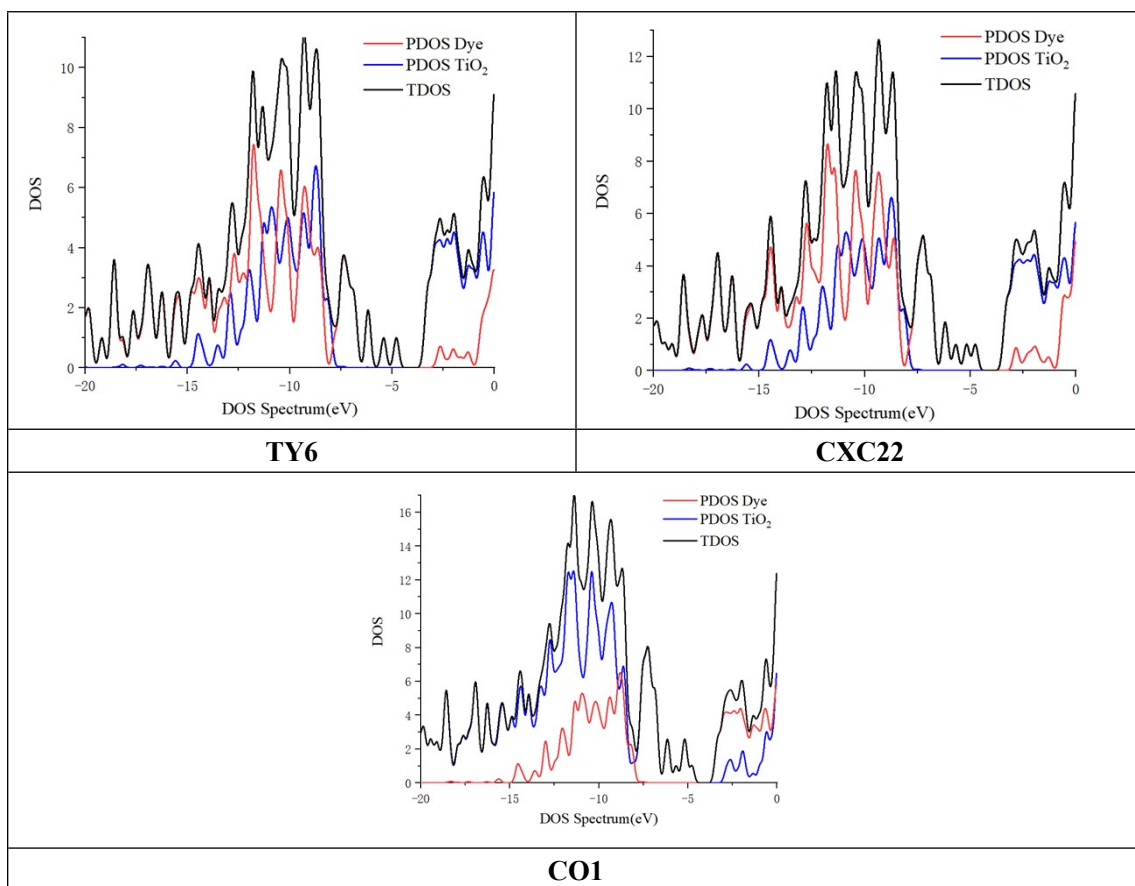 PDOS Dye
PDOS TiO₂
TDOS
10
8
6
4
2
0
DOS
−20
−15
−10
−5
0
DOS Spectrum(eV)
TY6
PDOS Dye
PDOS TiO₂
TDOS
12
10
8
6
4
2
0
DOS
−20
−15
−10
−5
0
DOS Spectrum(eV)
CXC22
PDOS Dye
PDOS TiO₂
TDOS
16
14
12
10
8
6
4
2
0
DOS
−20
−15
−10
−5
0
DOS Spectrum(eV)
CO1